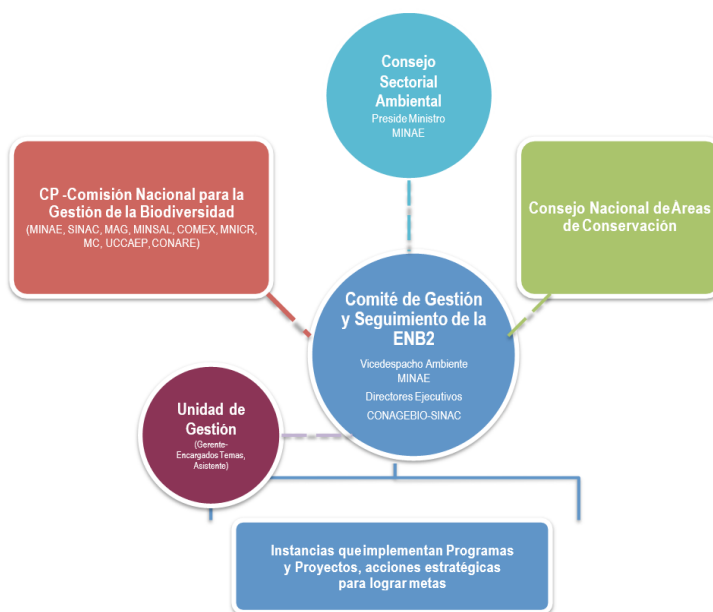 Consejo
Sectorial
Ambiental
Preside Ministro
MINAE
CP -Comisión Nacional para la
Gestión de la Biodiversidad
(MINAE, SINAC, MAG, MINSAL, COMEX, MNICR,
MC, UCCAEP, CONARE)
Consejo Nacional de Áreas
de Conservación
Comité de Gestión
y Seguimiento de la
ENB2
Vicedespacho Ambiente
MINAE
Directores Ejecutivos
CONAGEBIO-SINAC
Unidad de
Gestión
(Gerente-
Encargados Temas,
Asistente)
Instancias que implementan Programas
y Proyectos, acciones estratégicas
para lograr metas